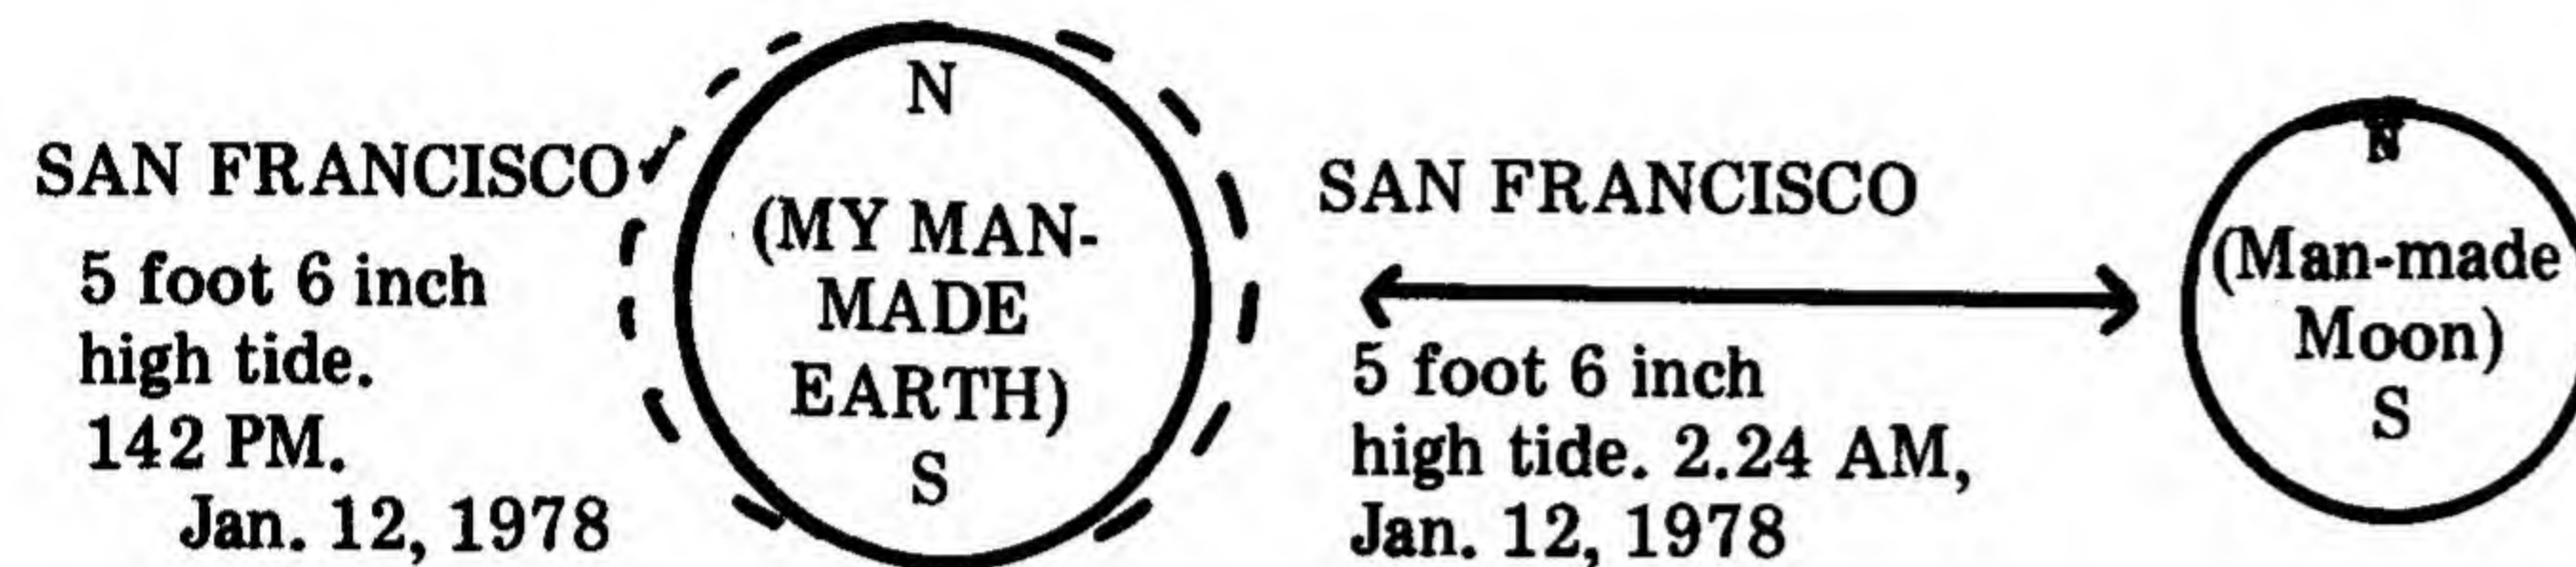 SAN FRANCISCO
5 foot 6 inch
high tide.
142 PM.
Jan. 12, 1978
N
(MY MAN-
MADE
EARTH)
S
SAN FRANCISCO
5 foot 6 inch
high tide. 2.24 AM,
Jan. 12, 1978
N
(Man-made
Moon)
S